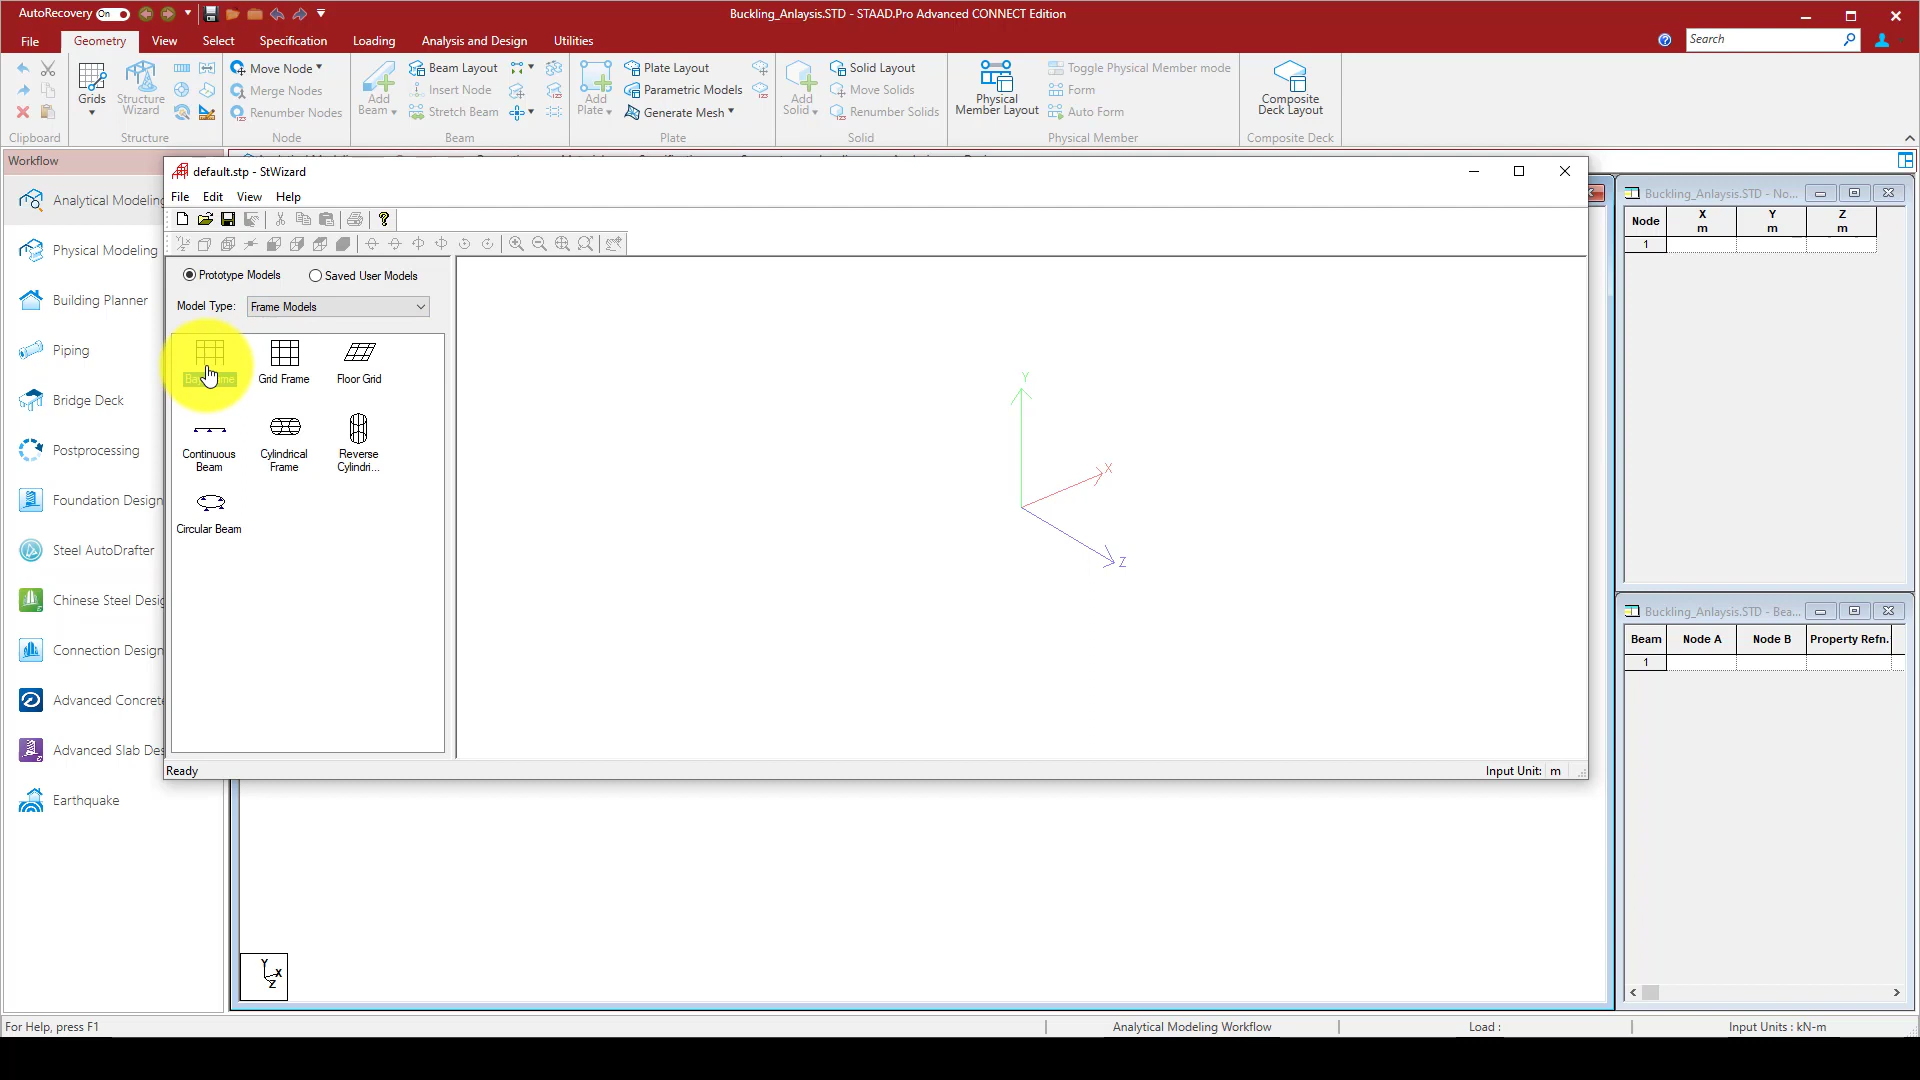 AutoRecovery On
Buckling_Anlaysis.STD - STAAD.Pro Advanced CONNECT Edition
File Geometry View Select Specification Loading Analysis and Design Utilities
Search
Move Node
Merge Nodes
Renumber Nodes
Grids
Structure Wizard
Add Beam
Beam Layout
Insert Node
Stretch Beam
Add Plate
Plate Layout
Parametric Models
Generate Mesh
Add Solid
Solid Layout
Move Solids
Renumber Solids
Physical Member Layout
Toggle Physical Member mode
Form
Auto Form
Composite Deck Layout
Clipboard Structure Node Beam Plate Solid Physical Member Composite Deck
Workflow
Analytical Modeling
Physical Modeling
Building Planner
Piping
Bridge Deck
Postprocessing
Foundation Design
Steel AutoDrafter
Chinese Steel Desig
Connection Design
Advanced Concrete
Advanced Slab Des
Earthquake
default.stp - StWizard
File Edit View Help
Prototype Models Saved User Models
Model Type: Frame Models
Grid Frame
Floor Grid
Continuous Beam
Cylindrical Frame
Reverse Cylindri...
Circular Beam
Y
X
Z
Ready
Input Unit: m
Buckling_Anlaysis.STD - No...
Node X m Y m Z m
1
Buckling_Anlaysis.STD - Bea...
Beam Node A Node B Property Refn.
1
Y
X
Z
For Help, press F1
Analytical Modeling Workflow
Load :
Input Units : kN-m